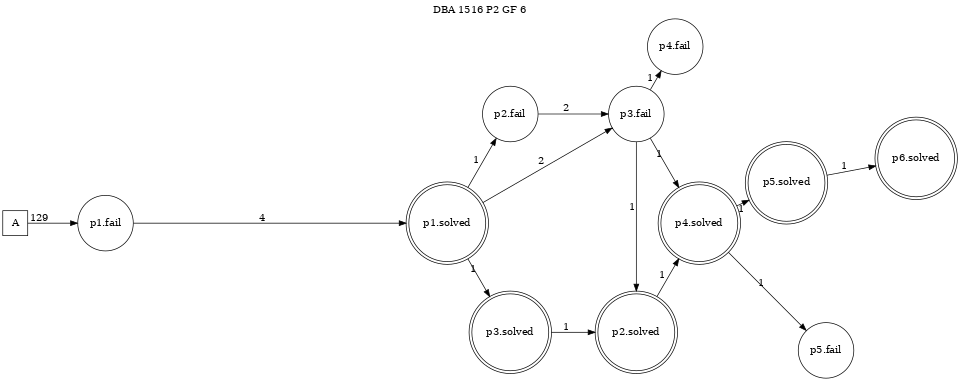 DBA 1516 P2 GF 6
p4.fail
1
p2.fail
2
p3.fail
1
2
1
1
p5.solved
1
p6.solved
A
129
p1.fail
4
p1.solved
1
p4.solved
1
1
1
1
p3.solved
1
p2.solved
p5.fail